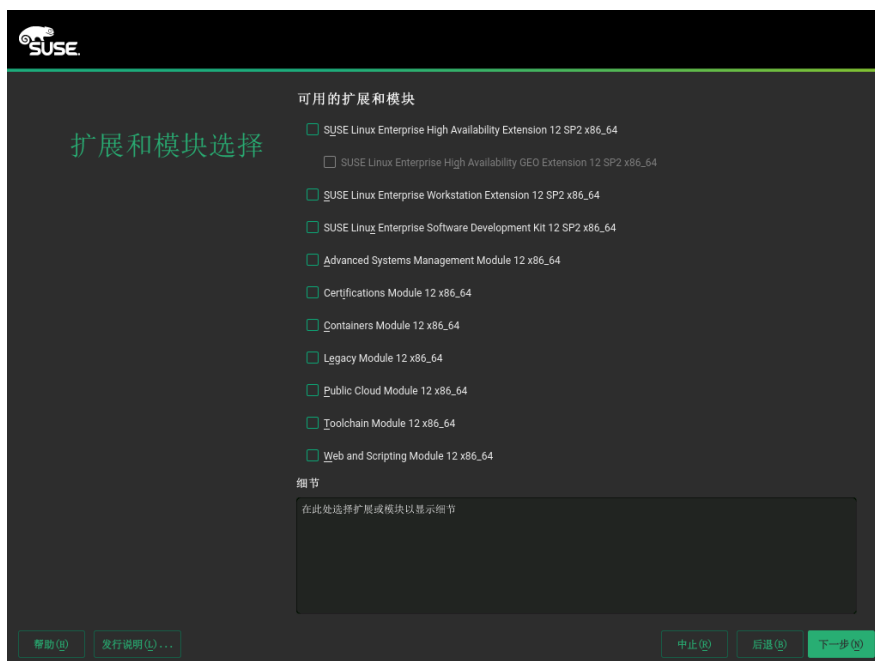 SUSE.
可用的扩展和模块
扩展和模块选择
SUSE Linux Enterprise High Availability Extension 12 SP2 x86_64
SUSE Linux Enterprise High Availability GEO Extension 12 SP2 x86_64
SUSE Linux Enterprise Workstation Extension 12 SP2 x86_64
SUSE Linux Enterprise Software Development Kit 12 SP2 x86_64
Advanced Systems Management Module 12 x86_64
Certifications Module 12 x86_64
Containers Module 12 x86_64
Legacy Module 12 x86_64
Public Cloud Module 12 x86_64
Toolchain Module 12 x86_64
Web and Scripting Module 12 x86_64
细节
在此处选择扩展或模块以显示细节
帮助(H) 发行说明(L)... 中止(R) 后退(B) 下一步(N)